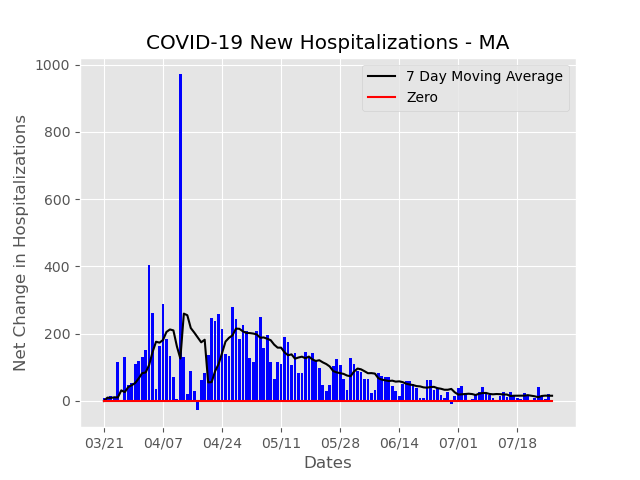 COVID-19 New Hospitalizations - MA
7 Day Moving Average
Zero
Net Change in Hospitalizations
1000
800
600
400
200
0
03/21 04/07 04/24 05/11 05/28 06/14 07/01 07/18
Dates